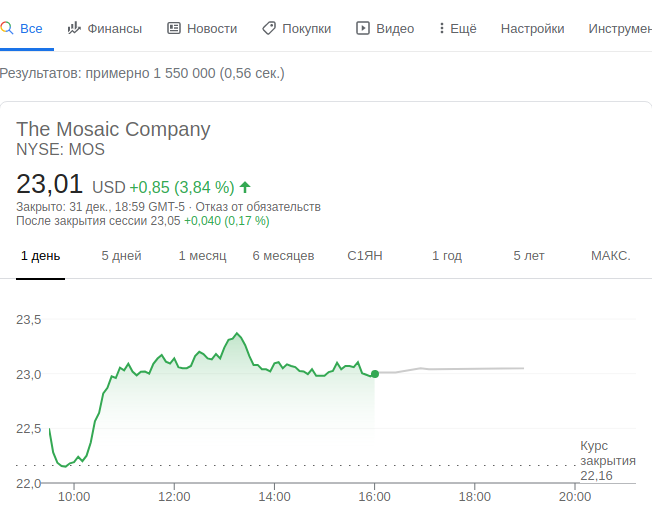 Все Финансы Новости Покупки Видео Ещё Настройки Инструмен
Результатов: примерно 1 550 000 (0,56 сек.)
The Mosaic Company
NYSE: MOS
23,01 USD +0,85 (3,84 %)
Закрыто: 31 дек., 18:59 GMT-5 · Отказ от обязательств
После закрытия сессии 23,05 +0,040 (0,17 %)
1 день 5 дней 1 месяц 6 месяцев С1ЯН 1 год 5 лет МАКС.
23,5
23,0
22,5
22,0
Курс
закрытия
22,16
10:00 12:00 14:00 16:00 18:00 20:00